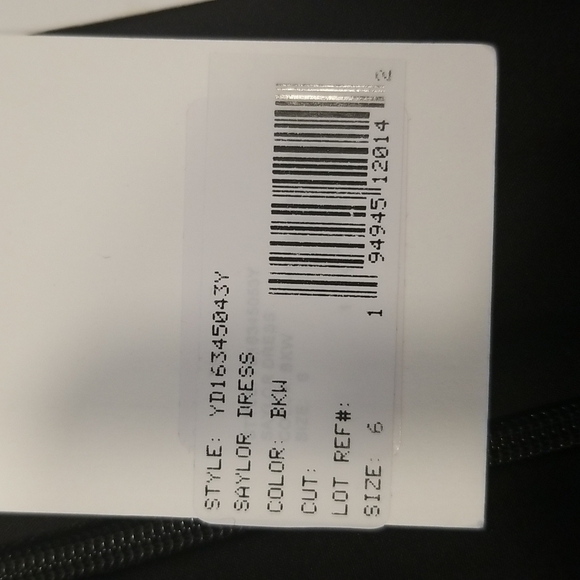 STYLE: YD16345043Y
SAYLOR DRESS
COLOR: BKW
CUT:
LOT REF#:
SIZE: 6
1 94945 12014 2